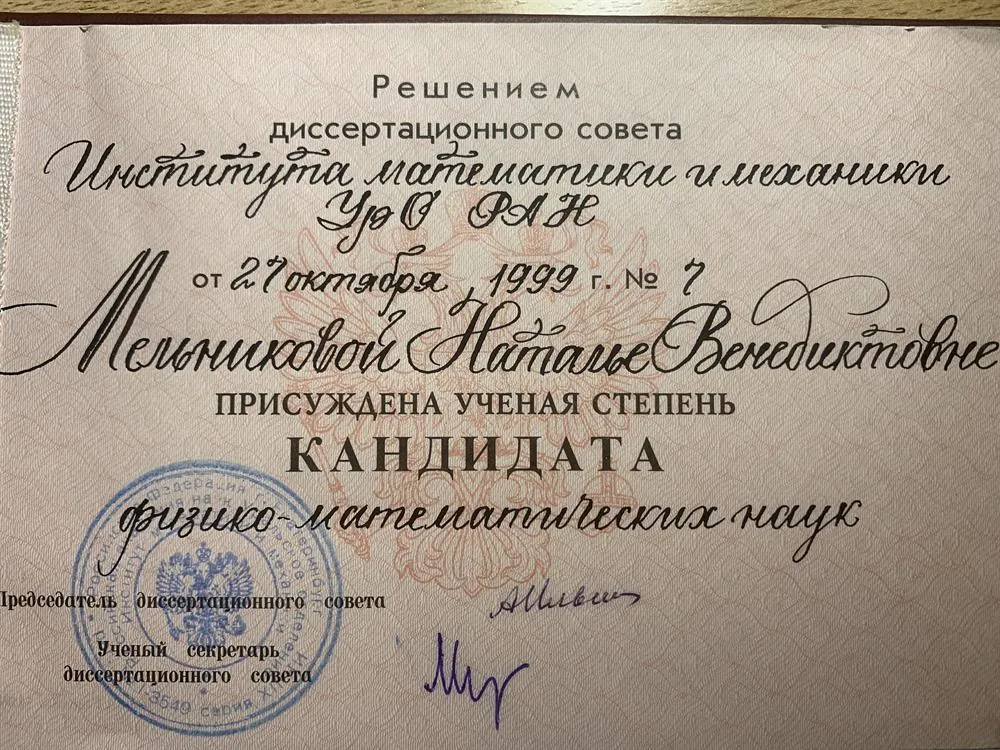 Решением
диссертационного совета
Института математики и механики
УрО РАН
от 27 октября, 1999 г. № 7
Мельниковой Наталье Венедиктовне
ПРИСУЖДЕНА УЧЕНАЯ СТЕПЕНЬ
КАНДИДАТА
физико-математических наук
Председатель диссертационного совета
Ученый секретарь
диссертационного совета